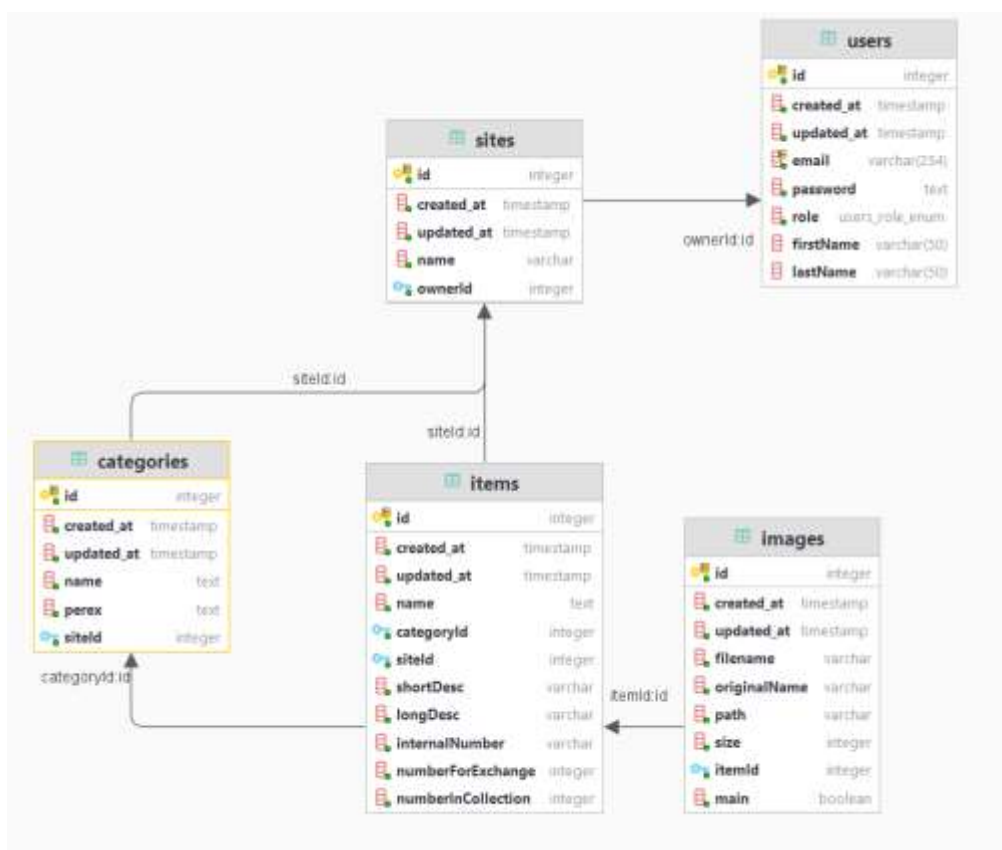 users
id integer
created_at timestamp
updated_at timestamp
email varchar(254)
password text
role users_role_enum
firstName varchar(50)
lastName varchar(50)
sites
id integer
created_at timestamp
updated_at timestamp
name varchar
ownerId integer
ownerId:id
siteId:id
siteId:id
categories
id integer
created_at timestamp
updated_at timestamp
name text
perex text
siteId integer
categoryId:id
items
id integer
created_at timestamp
updated_at timestamp
name text
categoryId integer
siteId integer
shortDesc varchar
longDesc varchar
internalNumber varchar
numberForExchange integer
numberInCollection integer
itemId:id
images
id integer
created_at timestamp
updated_at timestamp
filename varchar
originalName varchar
path varchar
size integer
itemId integer
main boolean